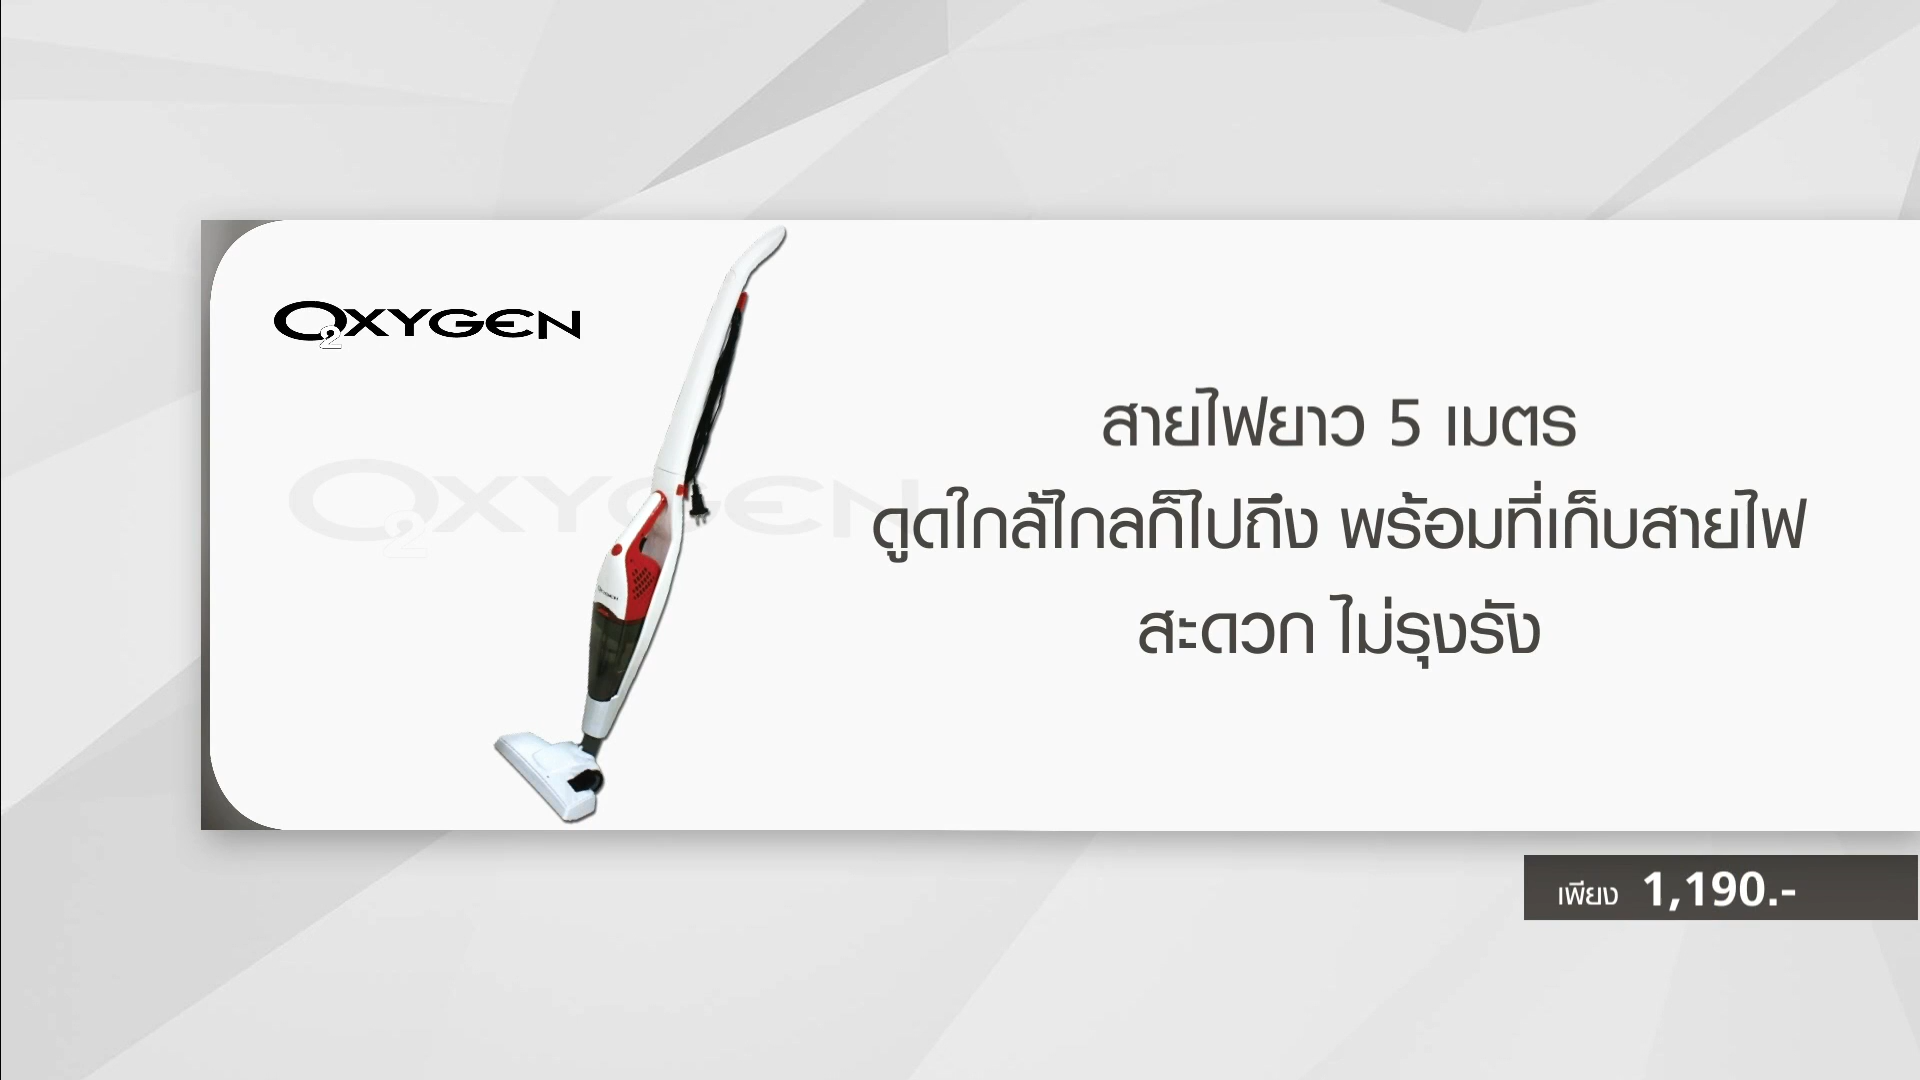 O2XYGEN
สายไฟยาว 5 เมตร
ดูดใกล้ไกลก็ไปถึง พร้อมที่เก็บสายไฟ
สะดวก ไม่รุงรัง
O2XYGEN
เพียง 1,190.-